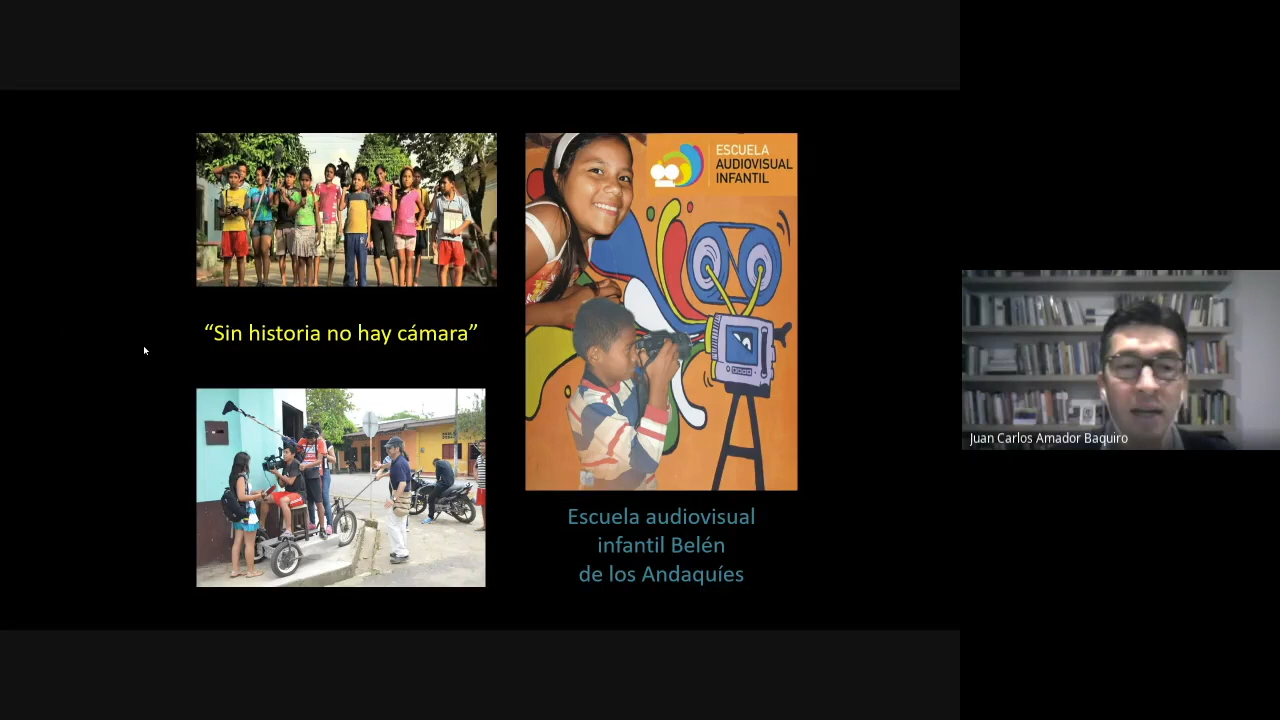 “Sin historia no hay cámara”
ESCUELA
AUDIOVISUAL
INFANTIL
Escuela audiovisual
infantil Belén
de los Andaquíes
Juan Carlos Amador Baquiro